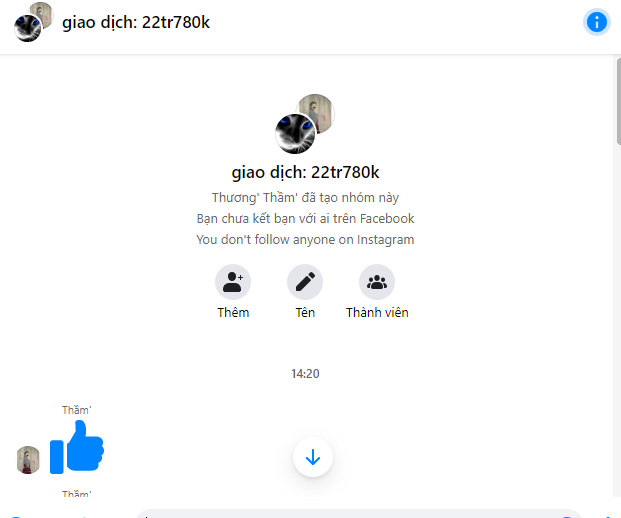 giao dịch: 22tr780k
giao dịch: 22tr780k
Thương' Thầm' đã tạo nhóm này
Bạn chưa kết bạn với ai trên Facebook
You don't follow anyone on Instagram
Thêm Tên Thành viên
14:20
Thầm'
Thầm'